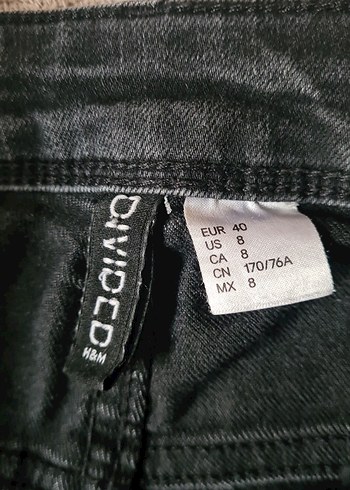 DIVIDED
H&M
EUR 40
US 8
CA 8
CN 170/76A
MX 8